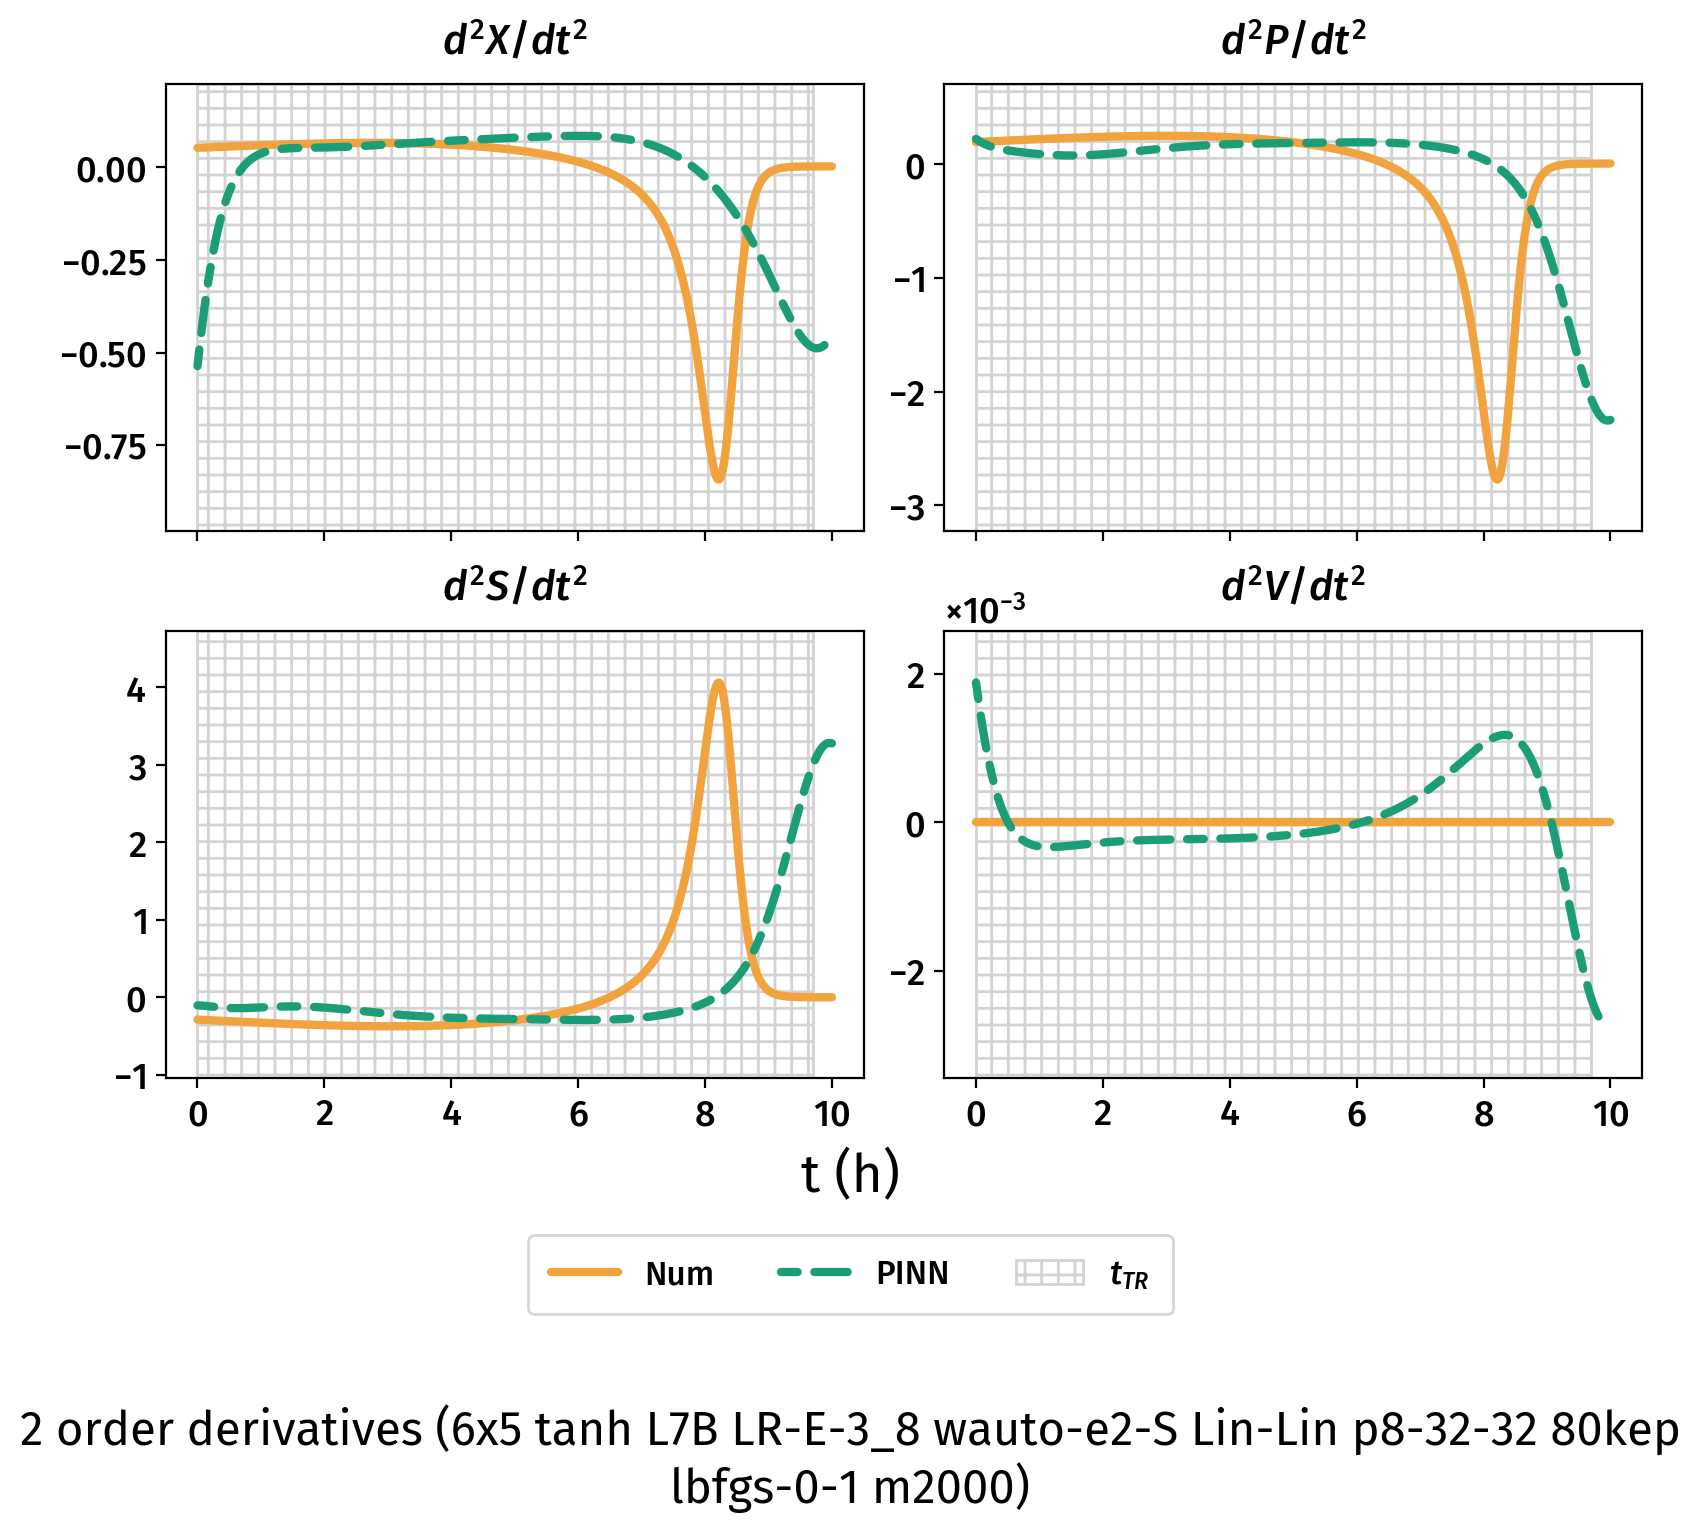 d²X/dt²
d²P/dt²
0.00
−0.25
−0.50
−0.75
0
−1
−2
−3
d²S/dt²
d²V/dt²
×10⁻³
4
3
2
1
0
−1
2
0
−2
0 2 4 6 8 10
0 2 4 6 8 10
t (h)
Num PINN t_TR
2 order derivatives (6x5 tanh L7B LR-E-3_8 wauto-e2-S Lin-Lin p8-32-32 80kep
lbfgs-0-1 m2000)